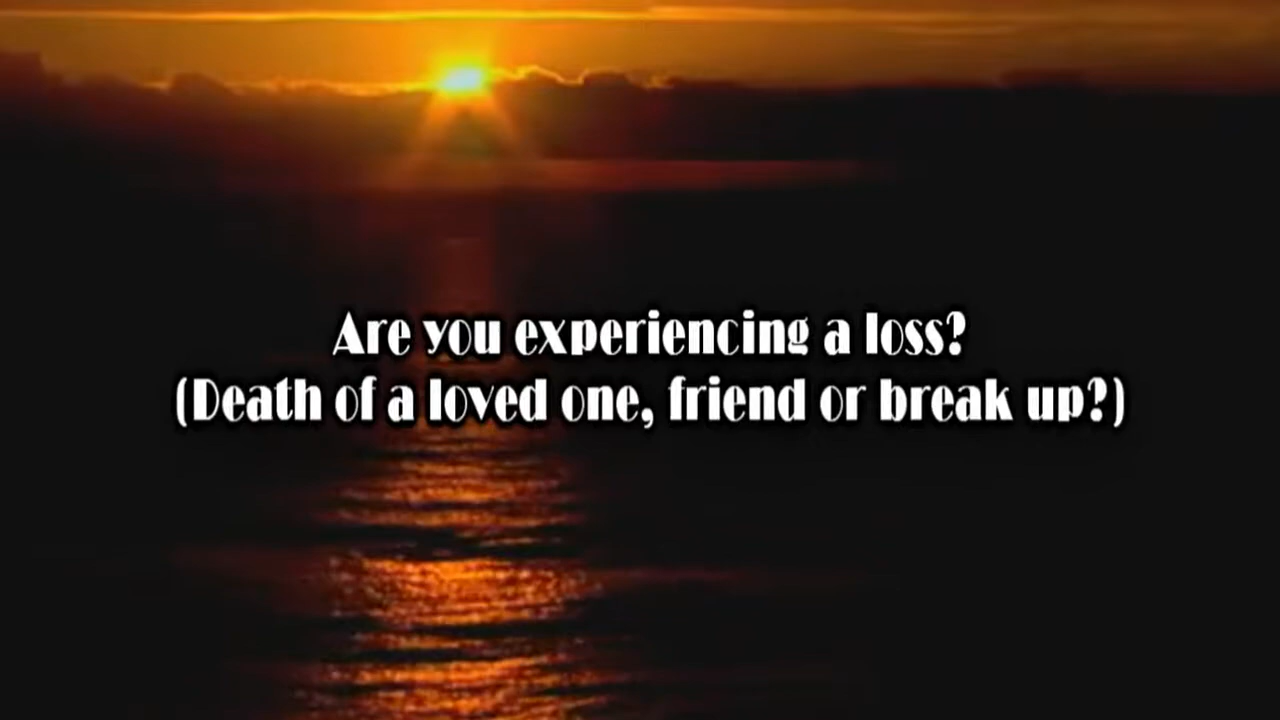 Are you experiencing a loss?
(Death of a loved one, friend or break up?)